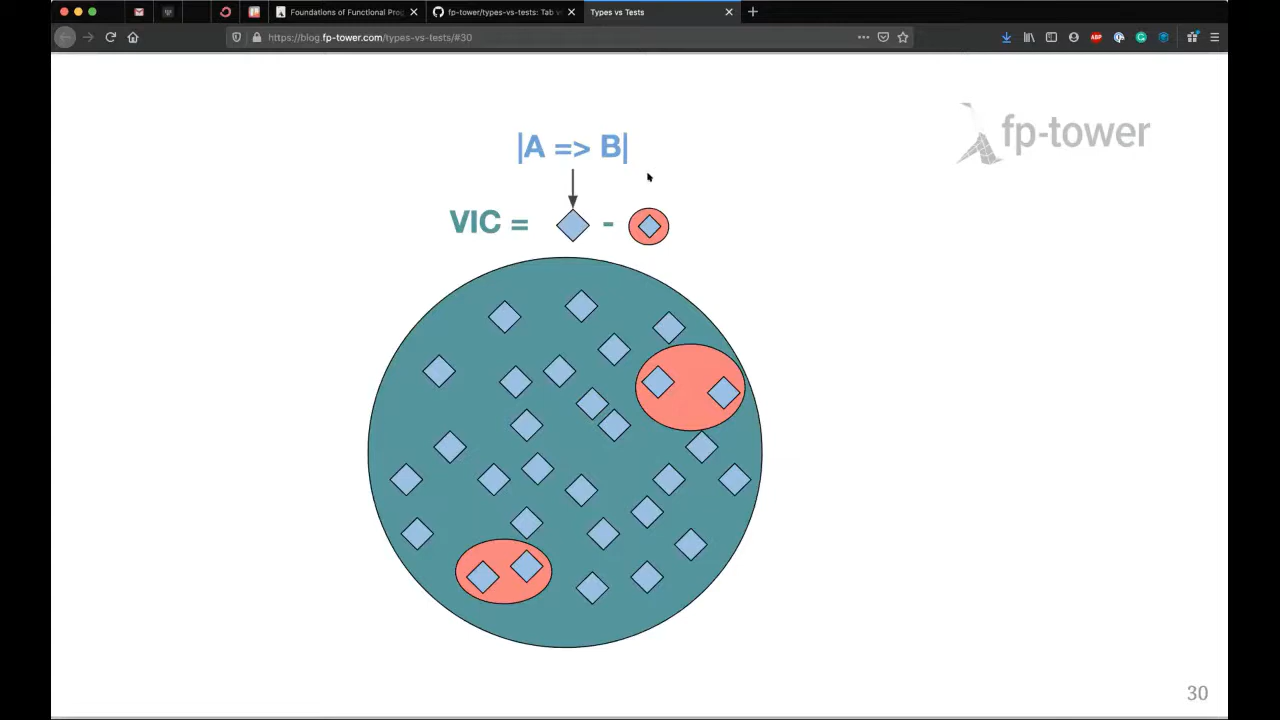 Foundations of Functional Prog
fp-tower/types-vs-tests: Tab v
Types vs Tests
https://blog.fp-tower.com/types-vs-tests/#30
ABP
fp-tower
|A => B|
VIC = -
30